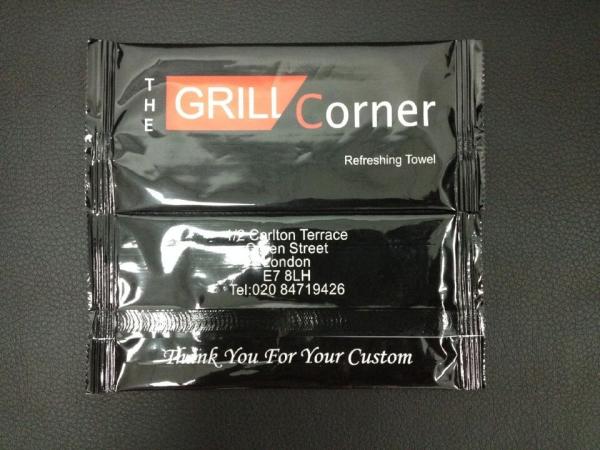 THE GRILL Corner
Refreshing Towel
1/2 Carlton Terrace
Green Street
London
E7 8LH
Tel:020 84719426
Thank You For Your Custom